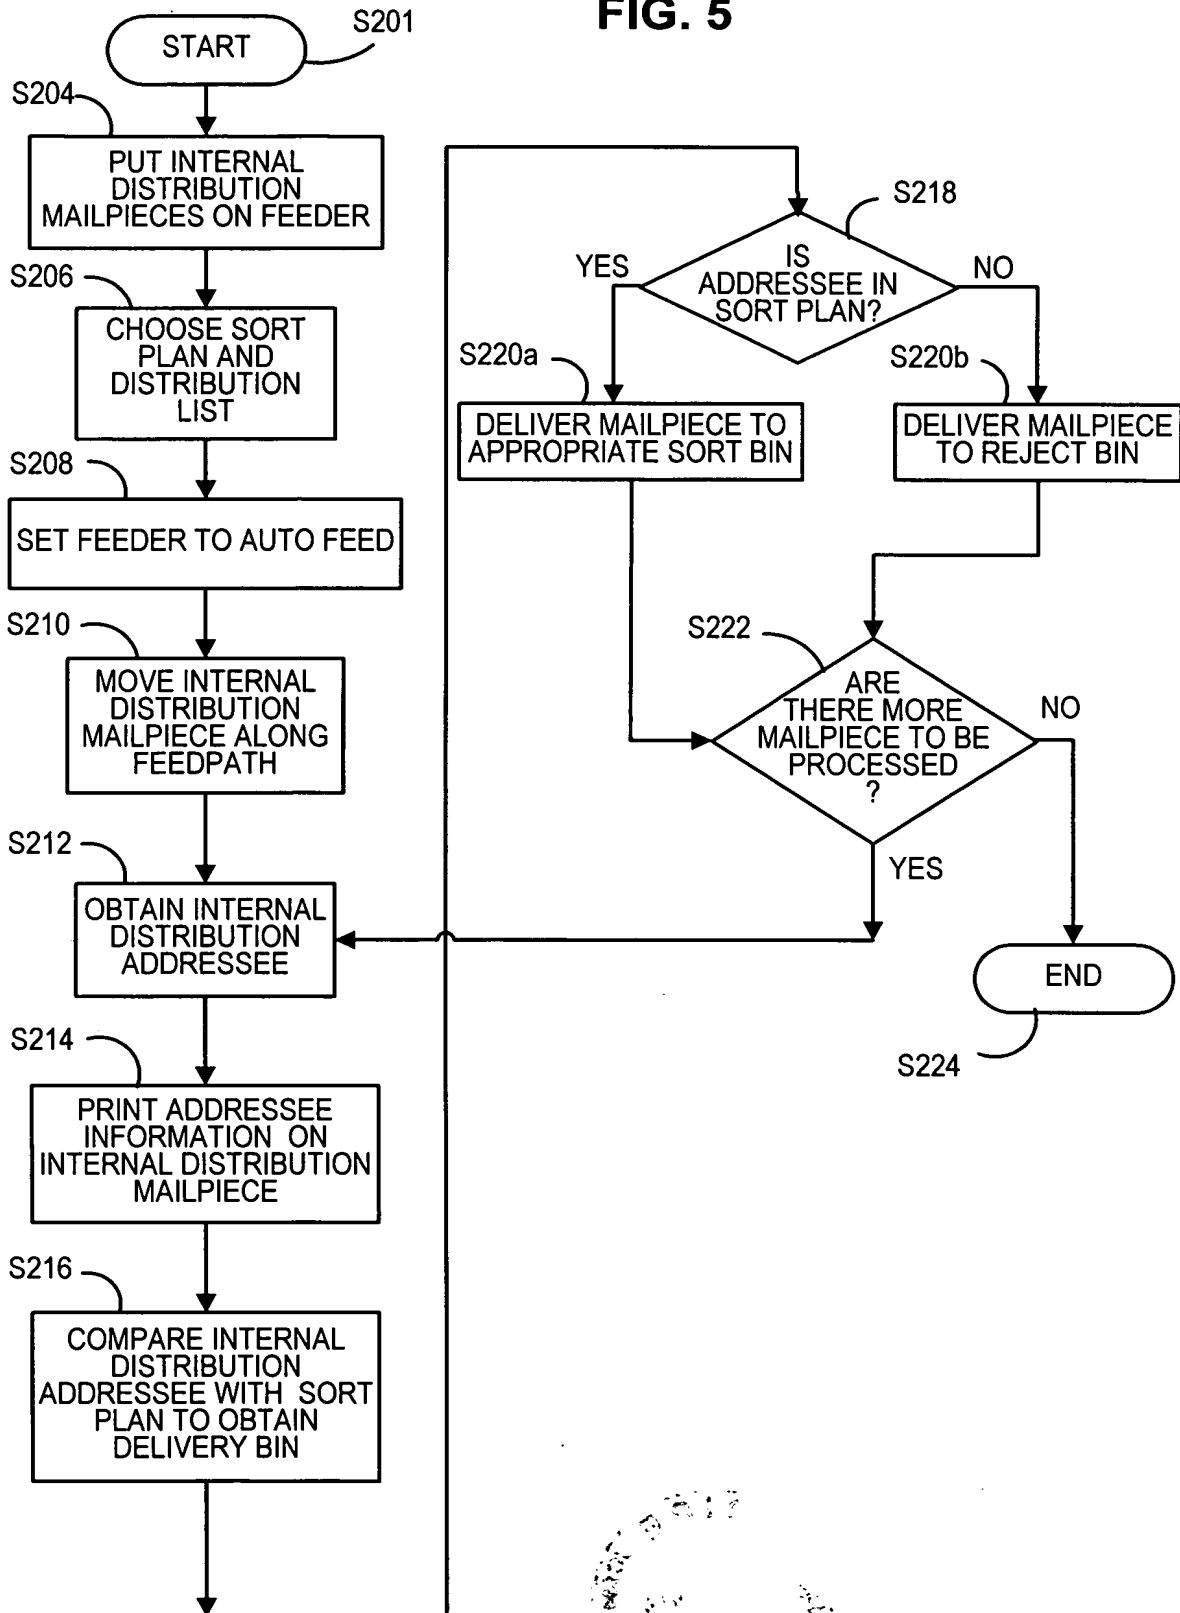 FIG. 5
S201
START
S204
PUT INTERNAL
DISTRIBUTION
MAILPIECES ON FEEDER
S206
CHOOSE SORT
PLAN AND
DISTRIBUTION
LIST
S208
SET FEEDER TO AUTO FEED
S210
MOVE INTERNAL
DISTRIBUTION
MAILPIECE ALONG
FEEDPATH
S212
OBTAIN INTERNAL
DISTRIBUTION
ADDRESSEE
S214
PRINT ADDRESSEE
INFORMATION ON
INTERNAL DISTRIBUTION
MAILPIECE
S216
COMPARE INTERNAL
DISTRIBUTION
ADDRESSEE WITH SORT
PLAN TO OBTAIN
DELIVERY BIN
S218
IS
ADDRESSEE IN
SORT PLAN?
YES
NO
S220a
DELIVER MAILPIECE TO
APPROPRIATE SORT BIN
S220b
DELIVER MAILPIECE
TO REJECT BIN
S222
ARE
THERE MORE
MAILPIECE TO BE
PROCESSED
?
NO
YES
END
S224